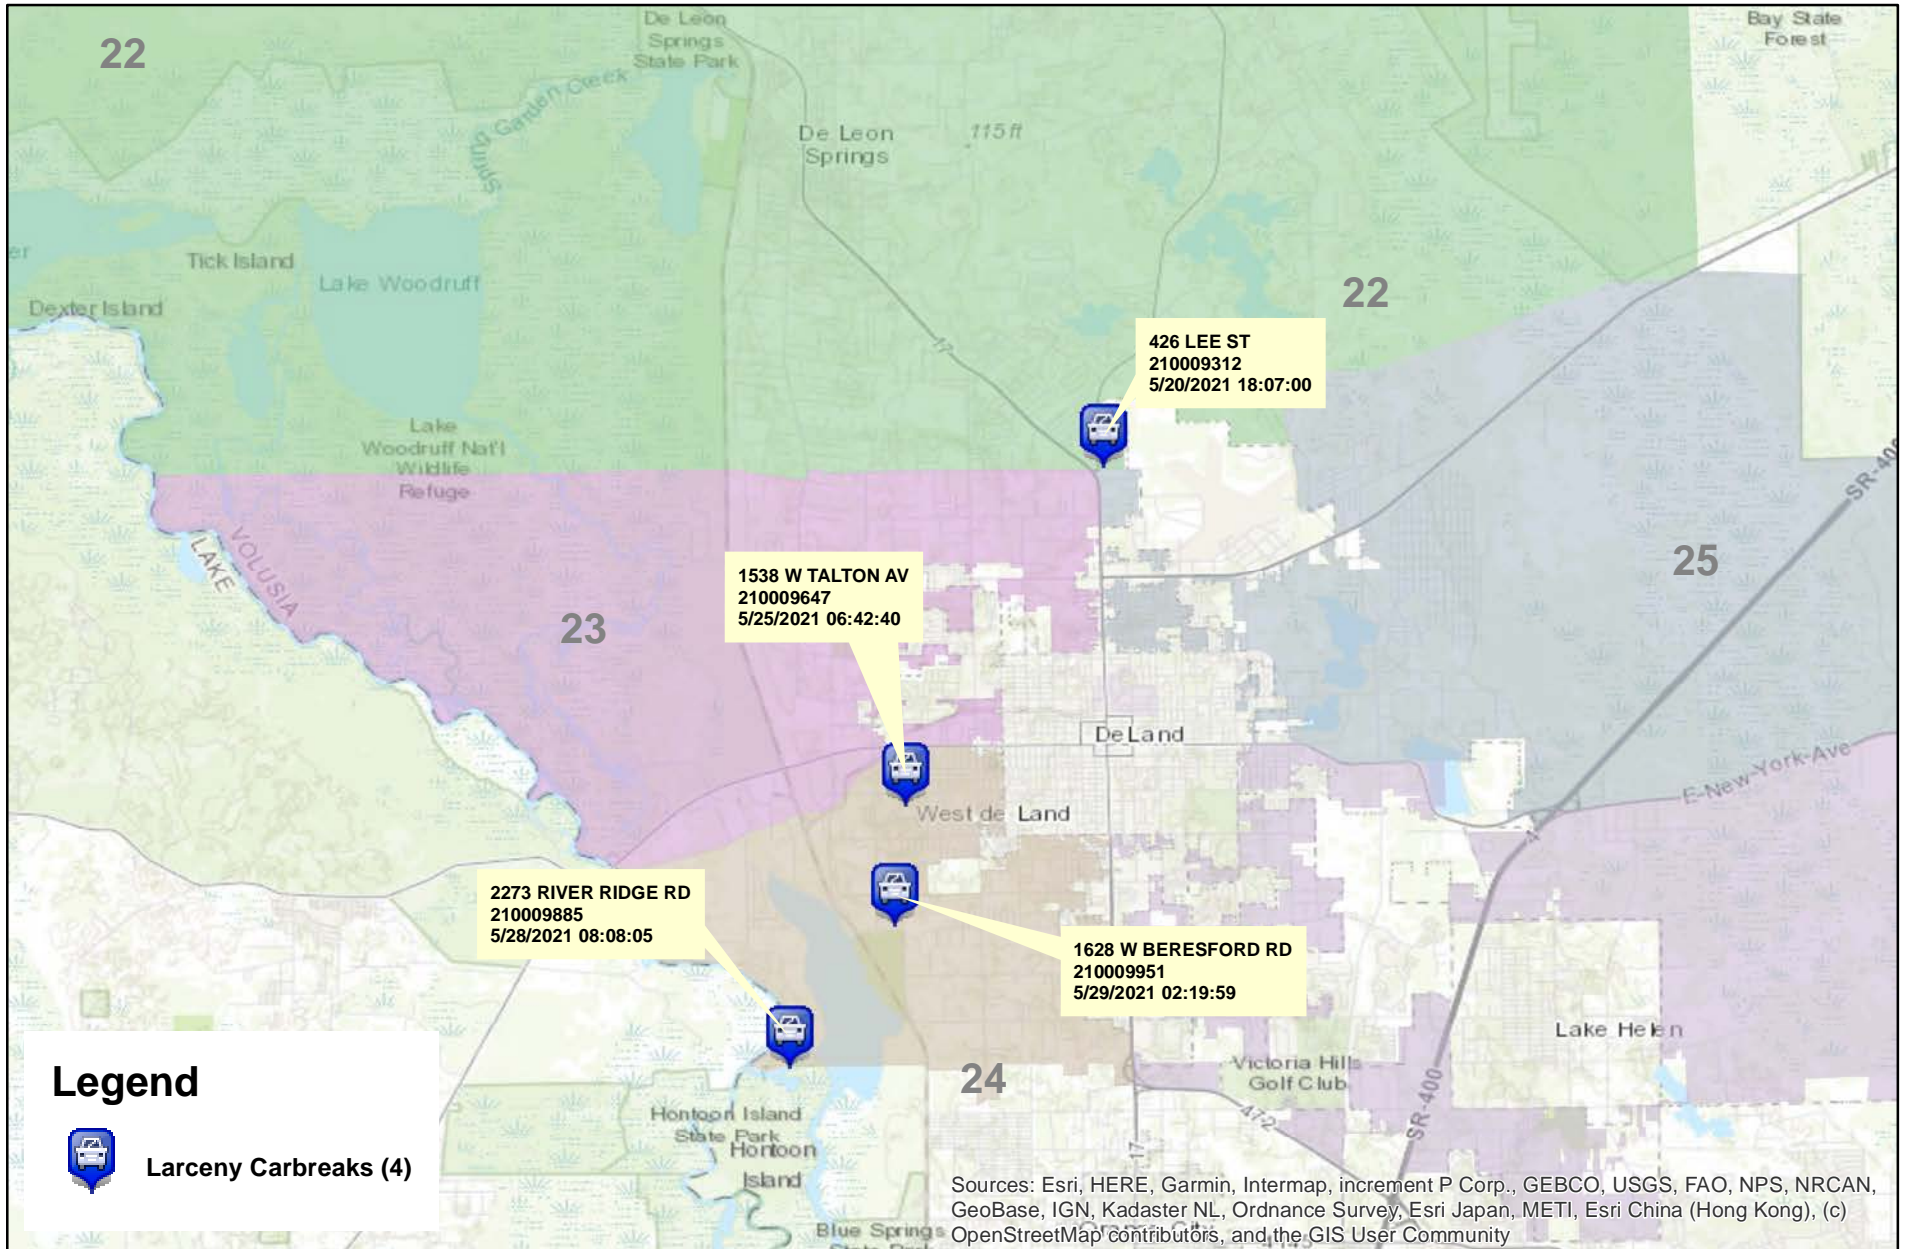 22
De Leon
Springs
State Park
Bay State
Forest
Spring Garden Creek
De Leon
Springs
115 ft
Tick Island
Lake Woodruff
Dexter Island
22
17
426 LEE ST
210009312
5/20/2021 18:07:00
Lake
Woodruff Nat'l
Wildlife
Refuge
VOLUSIA
LAKE
23
1538 W TALTON AV
210009647
5/25/2021 06:42:40
25
DeLand
E-New-York-Ave
West de Land
4
2273 RIVER RIDGE RD
210009885
5/28/2021 08:08:05
1628 W BERESFORD RD
210009951
5/29/2021 02:19:59
Lake Helen
24
Victoria Hills
Golf Club
SR-400
472
17
Hontoon Island
State Park
Hontoon
Island
Blue Springs
State Park
Legend
Larceny Carbreaks (4)
Sources: Esri, HERE, Garmin, Intermap, increment P Corp., GEBCO, USGS, FAO, NPS, NRCAN,
GeoBase, IGN, Kadaster NL, Ordnance Survey, Esri Japan, METI, Esri China (Hong Kong), (c)
OpenStreetMap contributors, and the GIS User Community